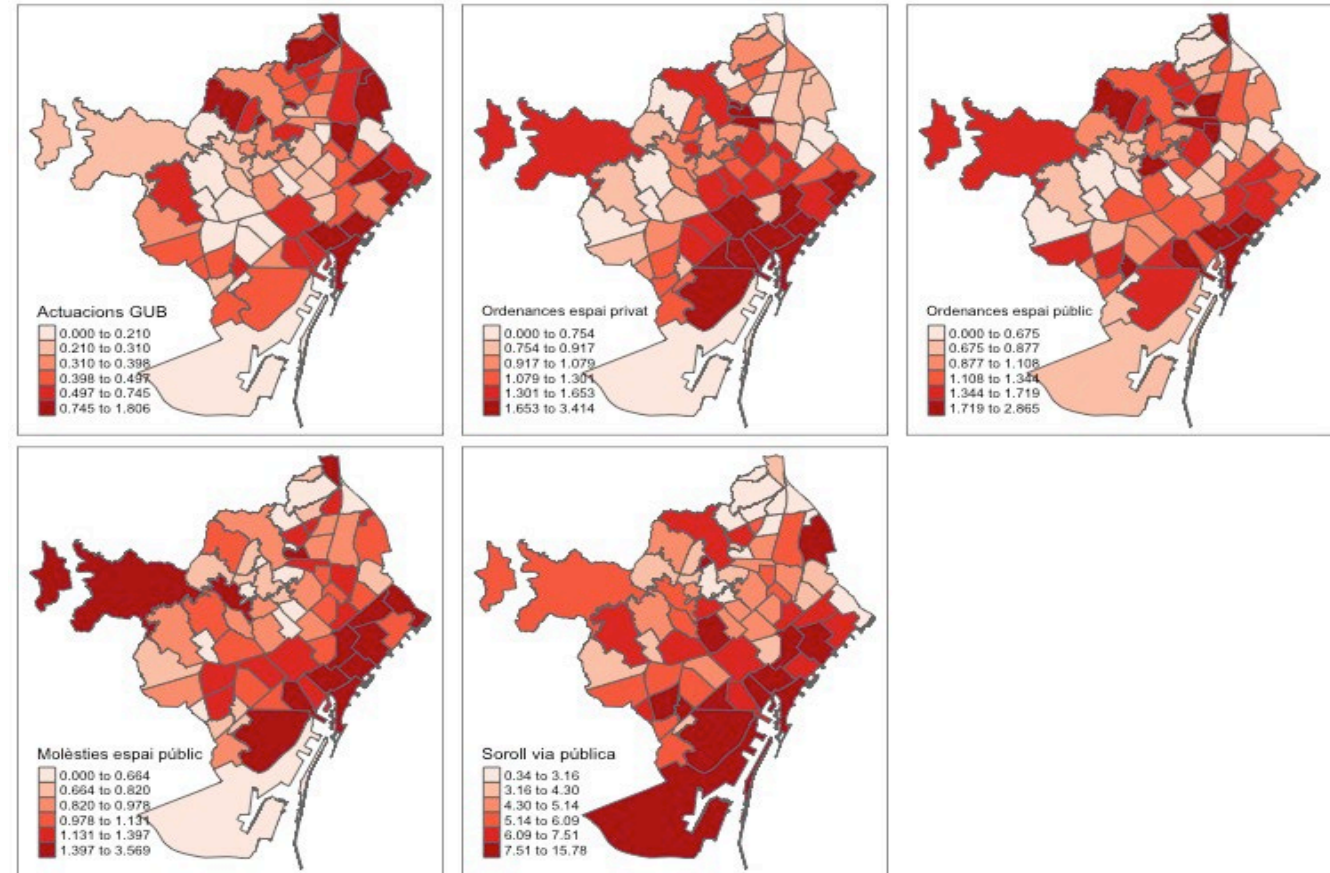 Actuacions GUB
0.000 to 0.210
0.210 to 0.310
0.310 to 0.398
0.398 to 0.497
0.497 to 0.745
0.745 to 1.806
Ordenances espai privat
0.000 to 0.754
0.754 to 0.917
0.917 to 1.079
1.079 to 1.301
1.301 to 1.653
1.653 to 3.414
Ordenances espai públic
0.000 to 0.675
0.675 to 0.877
0.877 to 1.108
1.108 to 1.344
1.344 to 1.719
1.719 to 2.865
Molèsties espai públic
0.000 to 0.664
0.664 to 0.820
0.820 to 0.978
0.978 to 1.131
1.131 to 1.397
1.397 to 3.569
Soroll via pública
0.34 to 3.16
3.16 to 4.30
4.30 to 5.14
5.14 to 6.09
6.09 to 7.51
7.51 to 15.78